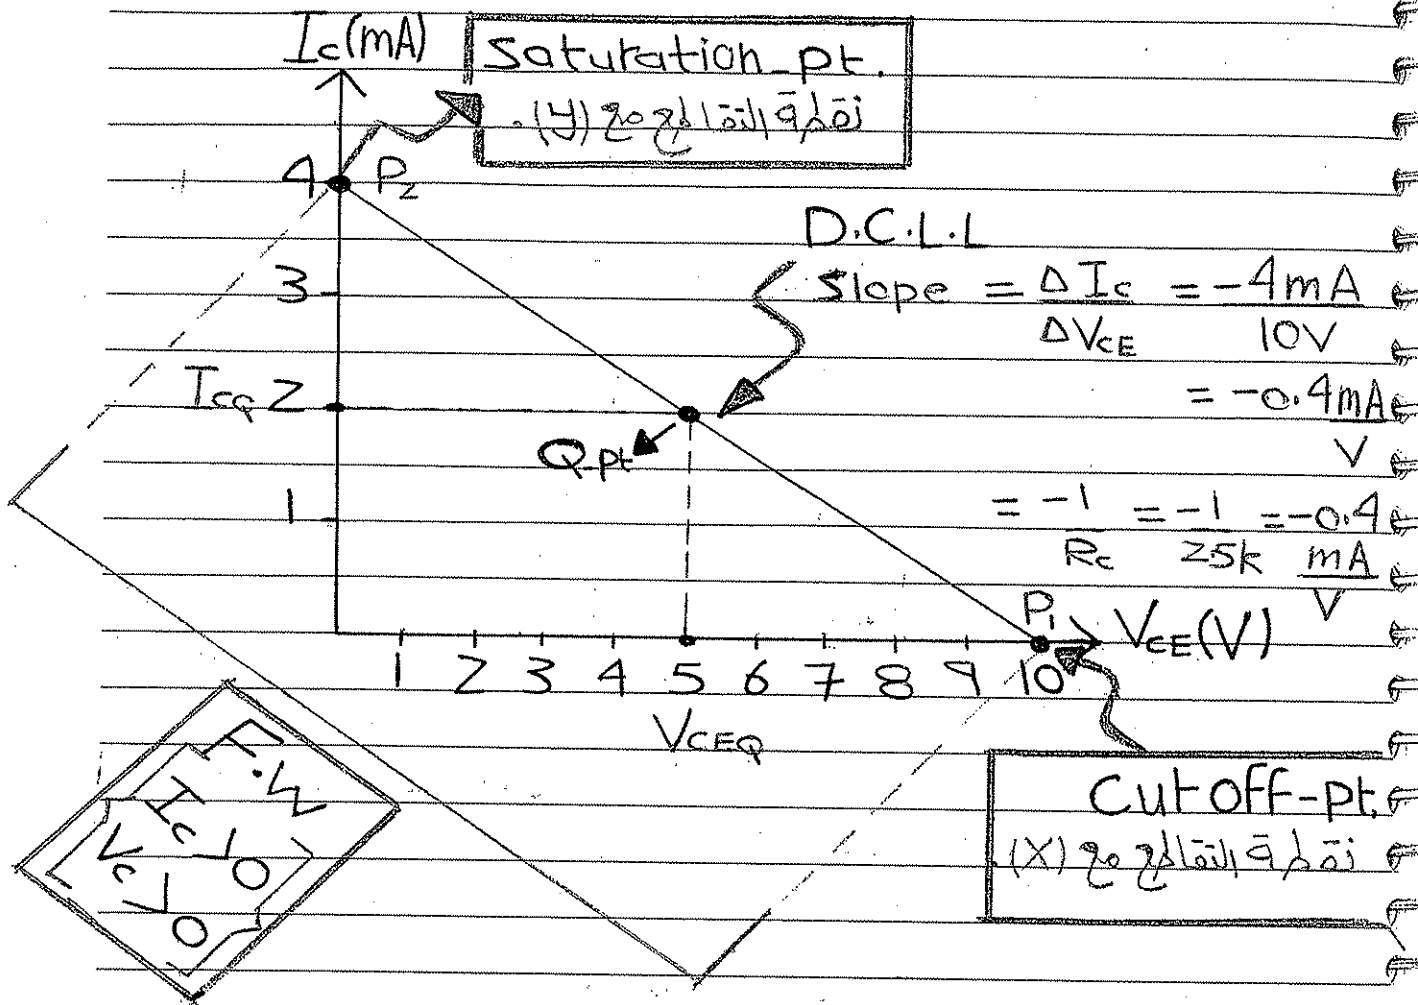 Ic(mA)
Saturation-pt.
نقطة التقاطع مع (y).
4 P2
D.C.L.L
3
Slope = ΔIc / ΔVCE = -4mA / 10V
ICQ 2
= -0.4 mA / V
Q-pt
1
= -1 / Rc = -1 / 2.5k = -0.4 mA / V
P1
VCE(V)
1 2 3 4 5 6 7 8 9 10
VCEQ
F.W
Ic > 0
Vc > 0
Cutoff-pt.
نقطة التقاطع مع (X).